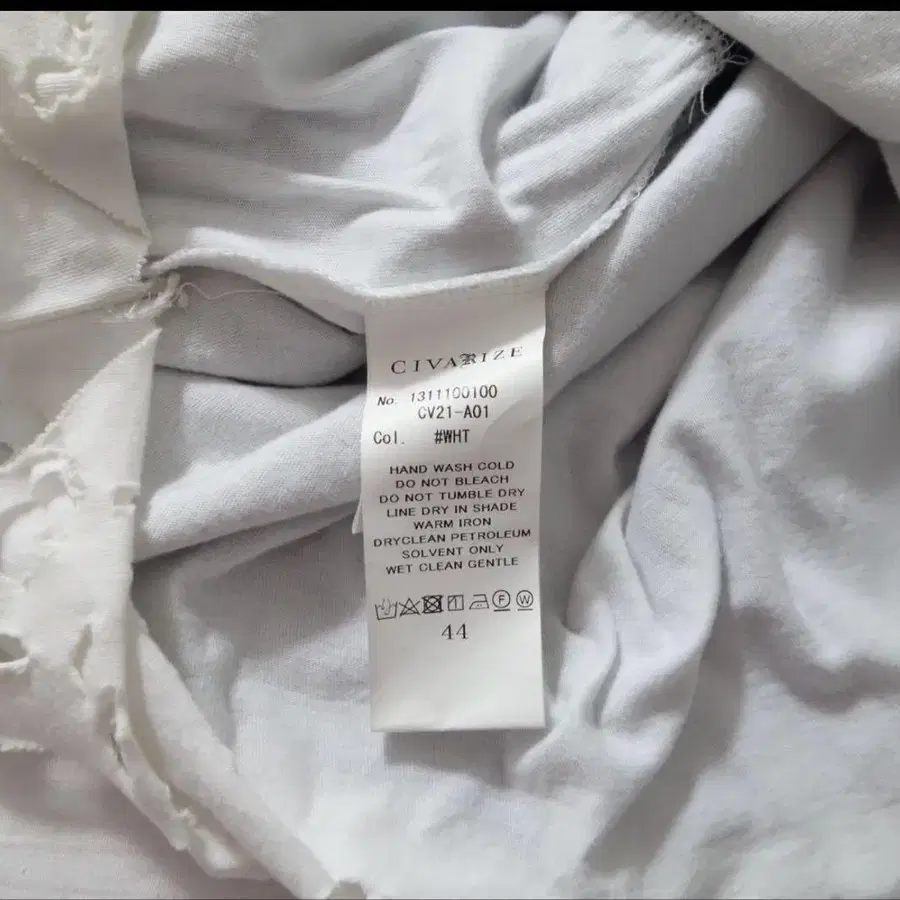 CIVARIZE
No. 1311100100
CV21-A01
Col. #WHT
HAND WASH COLD
DO NOT BLEACH
DO NOT TUMBLE DRY
LINE DRY IN SHADE
WARM IRON
DRYCLEAN PETROLEUM
SOLVENT ONLY
WET CLEAN GENTLE
F W
44